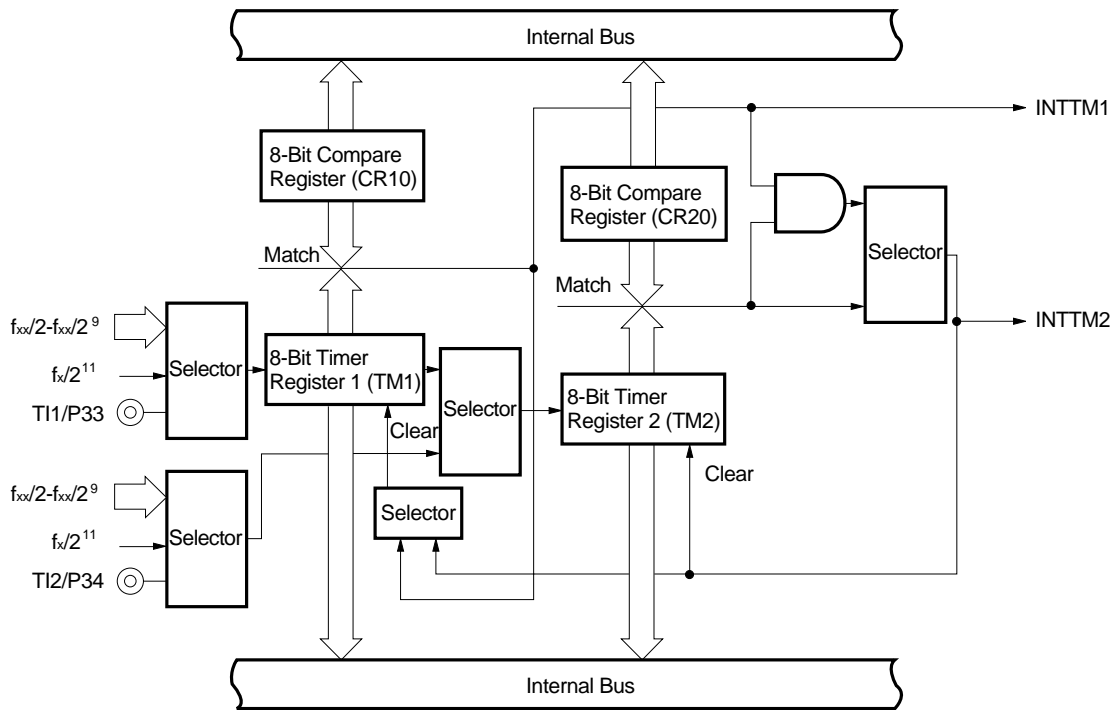 Internal Bus
INTTM1
8-Bit Compare
Register (CR10)
8-Bit Compare
Register (CR20)
Match
Selector
Match
fxx/2-fxx/2⁹
INTTM2
8-Bit Timer
Register 1 (TM1)
Selector
fx/2¹¹
Selector
8-Bit Timer
Register 2 (TM2)
TI1/P33
Clear
Clear
fxx/2-fxx/2⁹
Selector
Selector
fx/2¹¹
TI2/P34
Internal Bus